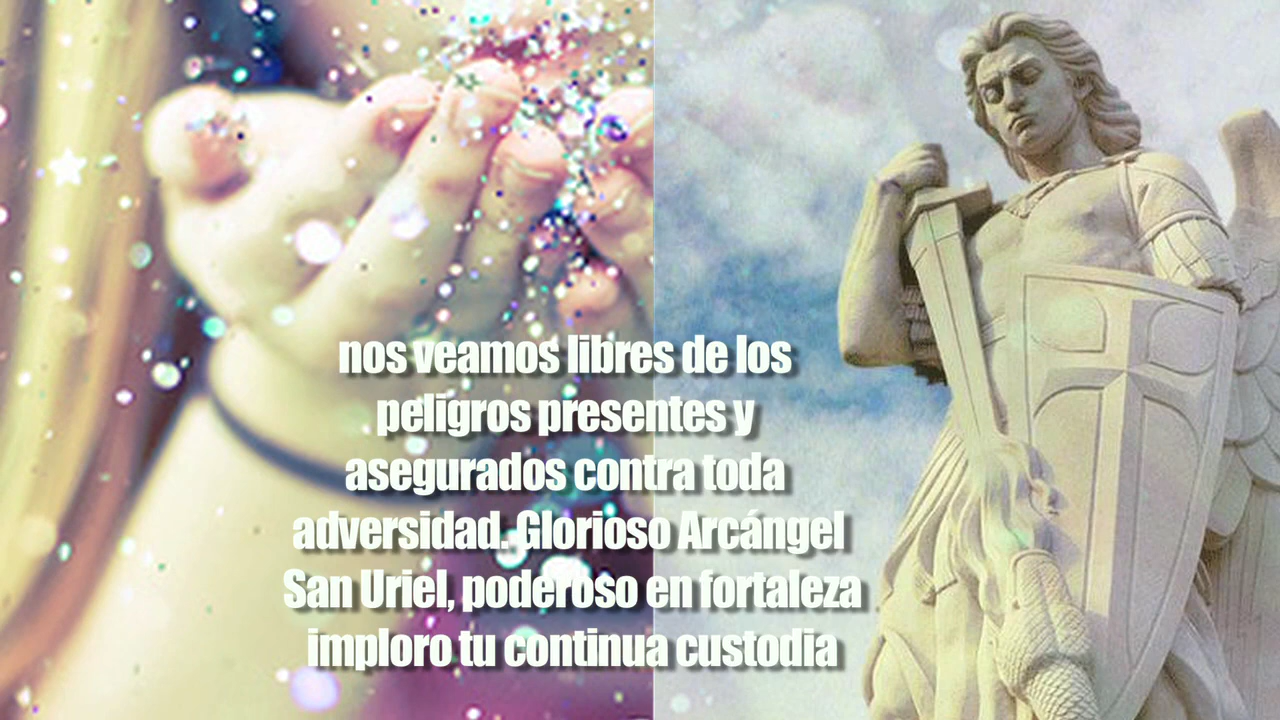 nos veamos libres de los
peligros presentes y
asegurados contra toda
adversidad. Glorioso Arcángel
San Uriel, poderoso en fortaleza
imploro tu continua custodia